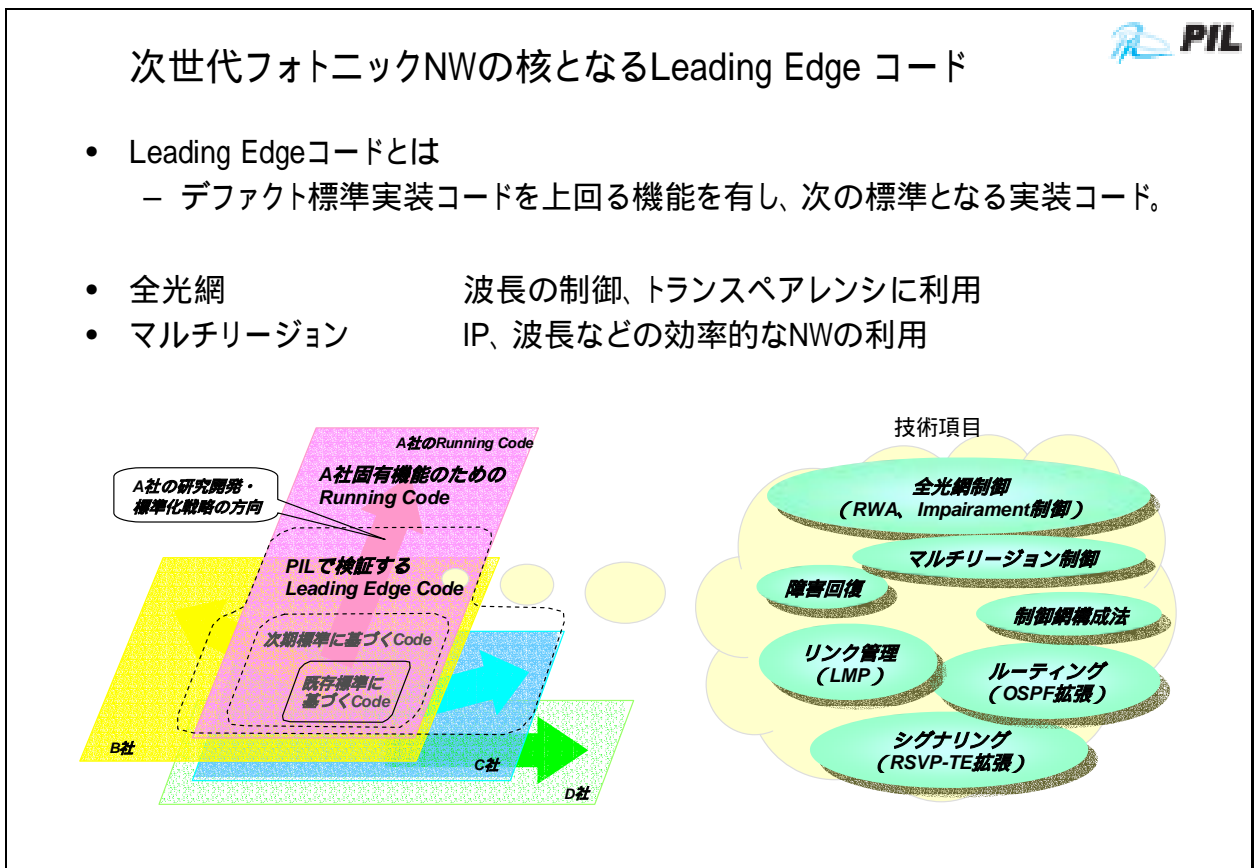 PIL
次世代フォトニックNWの核となるLeading Edge コード
• Leading Edgeコードとは
– デファクト標準実装コードを上回る機能を有し、次の標準となる実装コード。
• 全光網 波長の制御、トランスペアレンシに利用
• マルチリージョン IP、波長などの効率的なNWの利用
A社のRunning Code
A社固有機能のための
Running Code
A社の研究開発・
標準化戦略の方向
PILで検証する
Leading Edge Code
次期標準に基づくCode
既存標準に
基づくCode
B社
C社
D社
技術項目
全光網制御
（RWA、Impairament制御）
マルチリージョン制御
障害回復
制御網構成法
リンク管理
（LMP）
ルーティング
（OSPF拡張）
シグナリング
（RSVP-TE拡張）